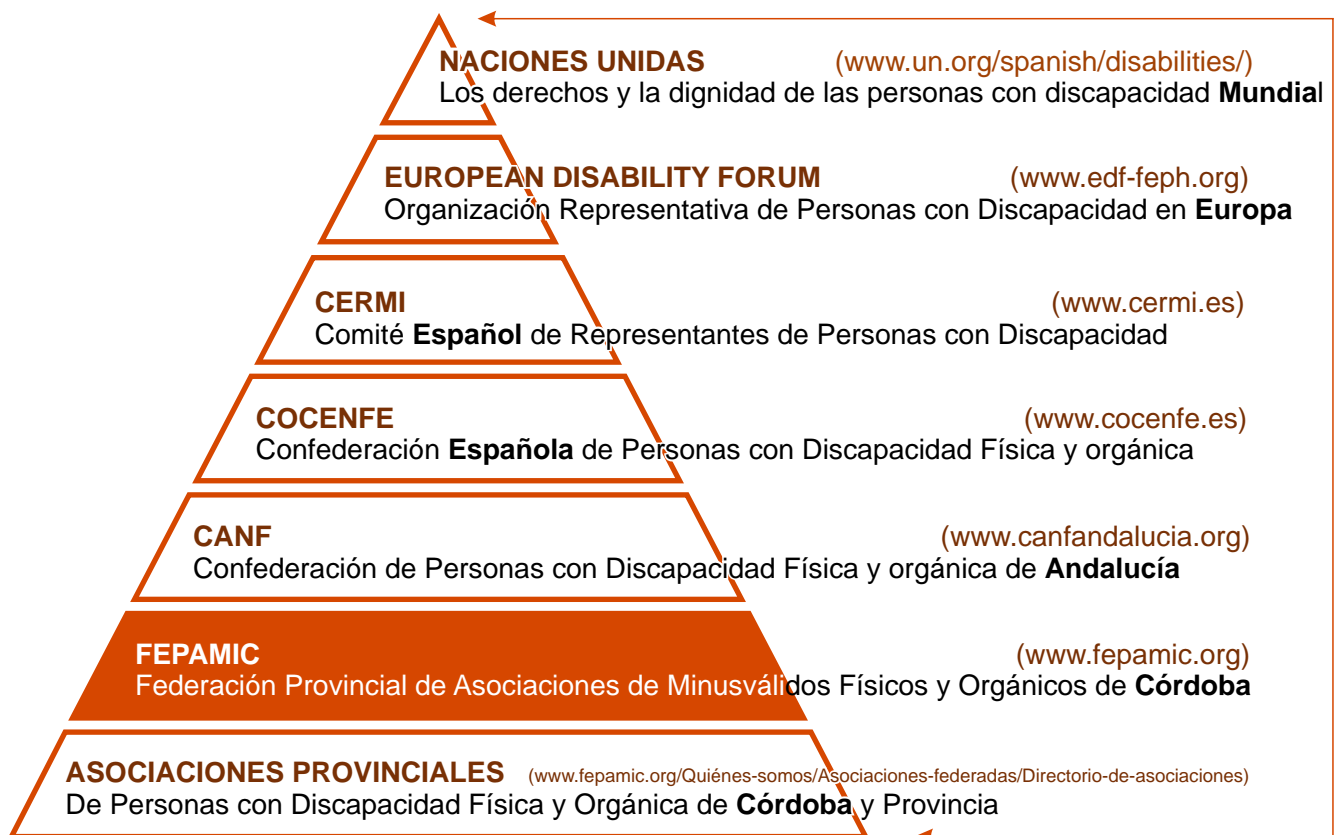 NACIONES UNIDAS (www.un.org/spanish/disabilities/)
Los derechos y la dignidad de las personas con discapacidad Mundial
EUROPEAN DISABILITY FORUM (www.edf-feph.org)
Organización Representativa de Personas con Discapacidad en Europa
CERMI (www.cermi.es)
Comité Español de Representantes de Personas con Discapacidad
COCENFE (www.cocenfe.es)
Confederación Española de Personas con Discapacidad Física y orgánica
CANF (www.canfandalucia.org)
Confederación de Personas con Discapacidad Física y orgánica de Andalucía
FEPAMIC (www.fepamic.org)
Federación Provincial de Asociaciones de Minusválidos Físicos y Orgánicos de Córdoba
ASOCIACIONES PROVINCIALES (www.fepamic.org/Quiénes-somos/Asociaciones-federadas/Directorio-de-asociaciones)
De Personas con Discapacidad Física y Orgánica de Córdoba y Provincia